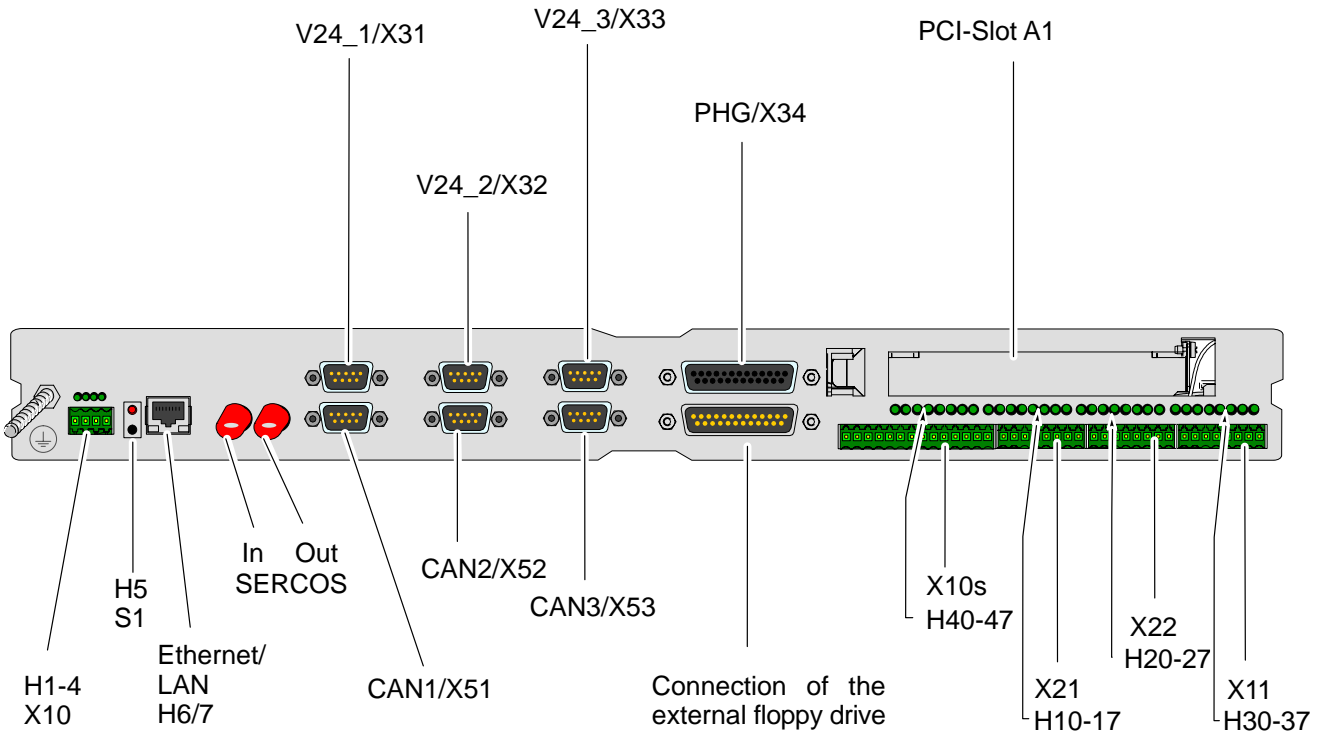 V24_1/X31
V24_3/X33
PCI-Slot A1
PHG/X34
V24_2/X32
In Out
SERCOS
H5
S1
CAN2/X52
CAN3/X53
X10s
H40-47
X22
H20-27
H1-4
X10
Ethernet/
LAN
H6/7
CAN1/X51
Connection of the
external floppy drive
X21
H10-17
X11
H30-37